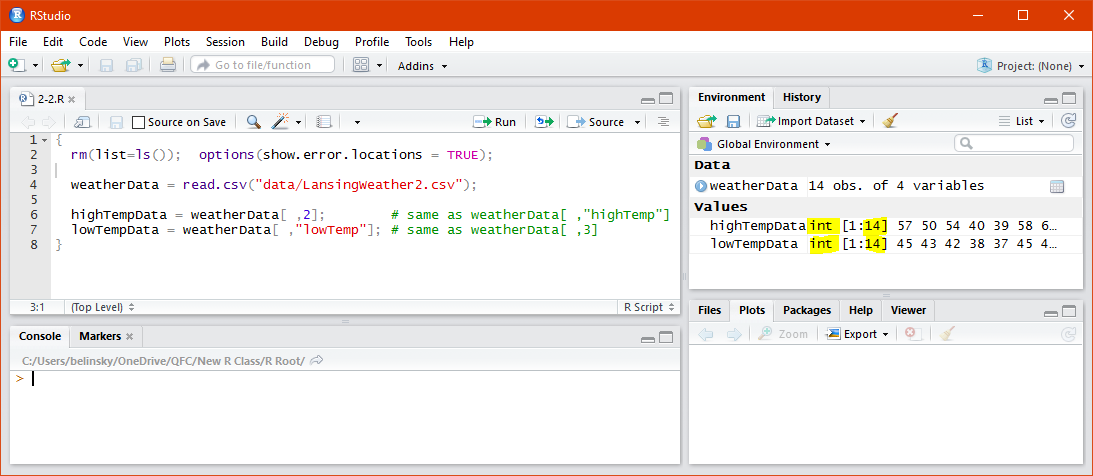 RStudio
File Edit Code View Plots Session Build Debug Profile Tools Help
Go to file/function Addins Project: (None)
2-2.R
Source on Save Run Source
1 {
2 rm(list=ls()); options(show.error.locations = TRUE);
3
4 weatherData = read.csv("data/LansingWeather2.csv");
5
6 highTempData = weatherData[ ,2]; # same as weatherData[ ,"highTemp"]
7 lowTempData = weatherData[ ,"lowTemp"]; # same as weatherData[ ,3]
8 }
3:1 (Top Level) R Script
Console Markers
C:/Users/belinsky/OneDrive/QFC/New R Class/R Root/
>
Environment History
Import Dataset List
Global Environment
Data
weatherData 14 obs. of 4 variables
Values
highTempData int [1:14] 57 50 54 40 39 58 6...
lowTempData int [1:14] 45 43 42 38 37 45 4...
Files Plots Packages Help Viewer
Zoom Export